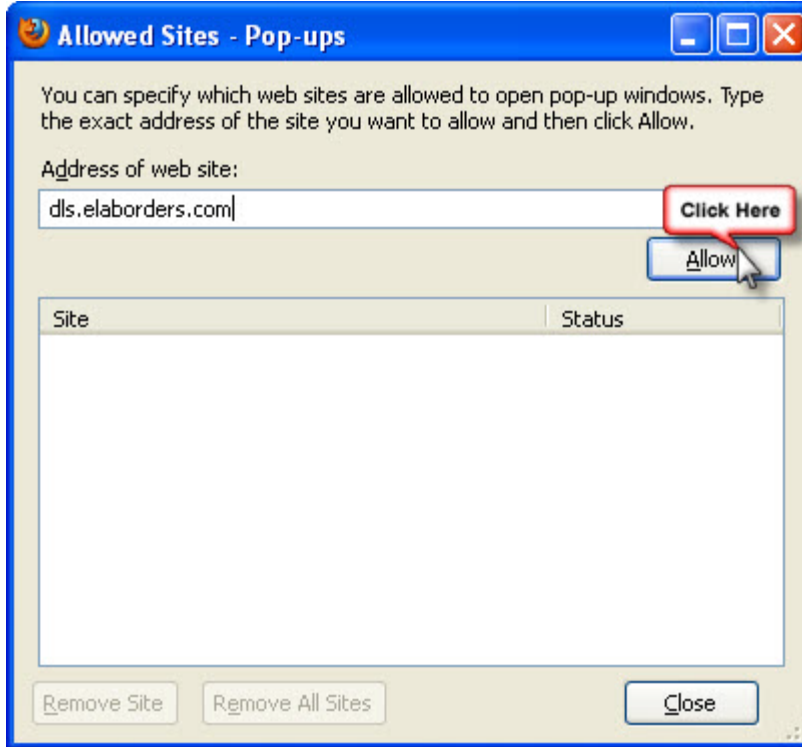 Allowed Sites - Pop-ups
You can specify which web sites are allowed to open pop-up windows. Type
the exact address of the site you want to allow and then click Allow.
Address of web site:
dls.elaborders.com
Click Here
Allow
Site Status
Remove Site Remove All Sites Close